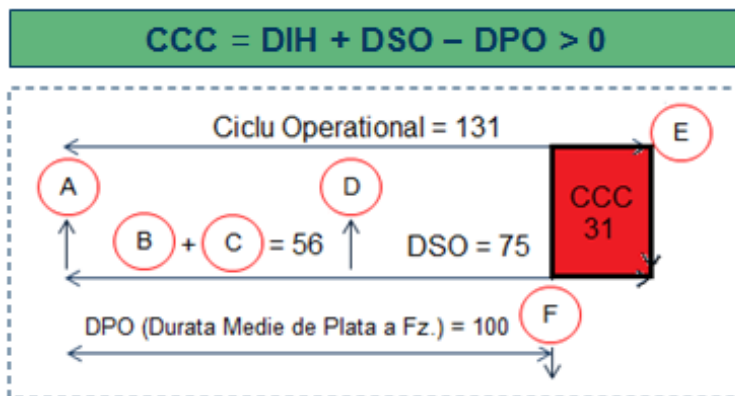 CCC = DIH + DSO – DPO > 0
Ciclu Operational = 131
E
A
D
CCC
31
B + C = 56
DSO = 75
F
DPO (Durata Medie de Plata a Fz.) = 100